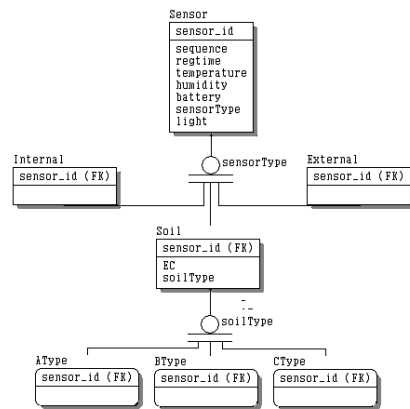 Sensor
sensor_id
sequence
regtime
temperature
humidity
battery
sensorType
light
sensorType
Internal
sensor_id (FK)
External
sensor_id (FK)
Soil
sensor_id (FK)
EC
soilType
soilType
AType
sensor_id (FK)
BType
sensor_id (FK)
CType
sensor_id (FK)